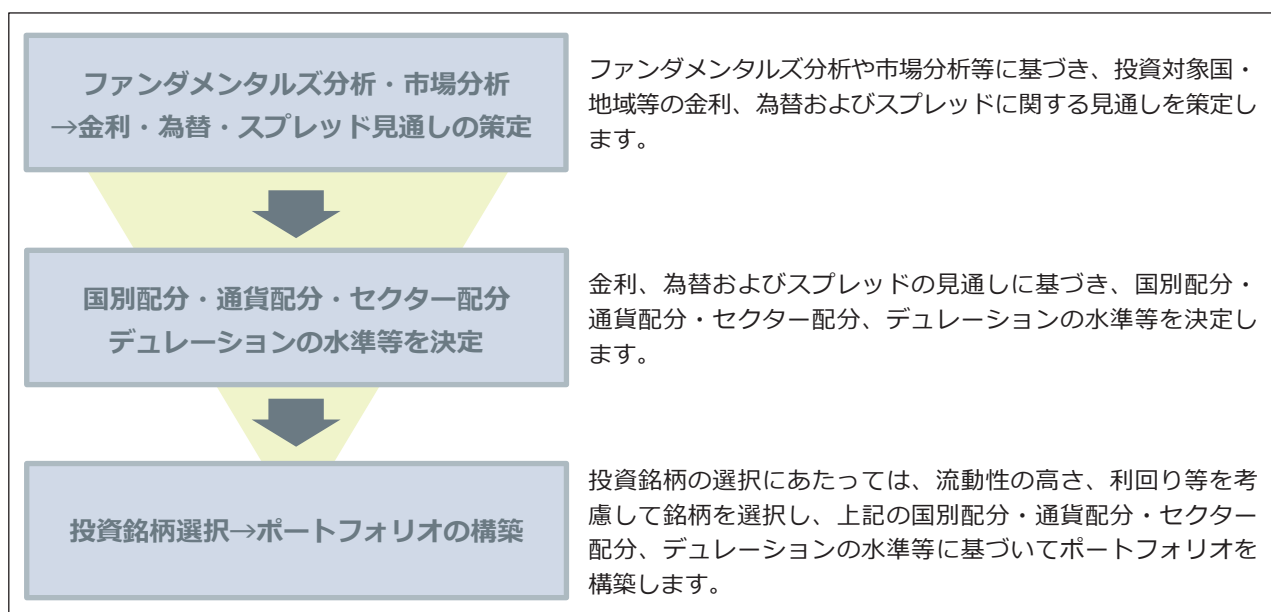 ファンダメンタルズ分析・市場分析
→金利・為替・スプレッド見通しの策定
ファンダメンタルズ分析や市場分析等に基づき、投資対象国・
地域等の金利、為替およびスプレッドに関する見通しを策定し
ます。
国別配分・通貨配分・セクター配分
デュレーションの水準等を決定
金利、為替およびスプレッドの見通しに基づき、国別配分・
通貨配分・セクター配分、デュレーションの水準等を決定し
ます。
投資銘柄選択→ポートフォリオの構築
投資銘柄の選択にあたっては、流動性の高さ、利回り等を考
慮して銘柄を選択し、上記の国別配分・通貨配分・セクター
配分、デュレーションの水準等に基づいてポートフォリオを
構築します。